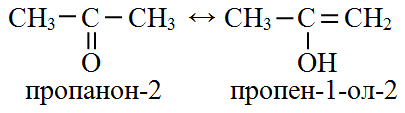 CH₃–C–CH₃ ↔ CH₃–C=CH₂
O OH
пропанон-2 пропен-1-ол-2